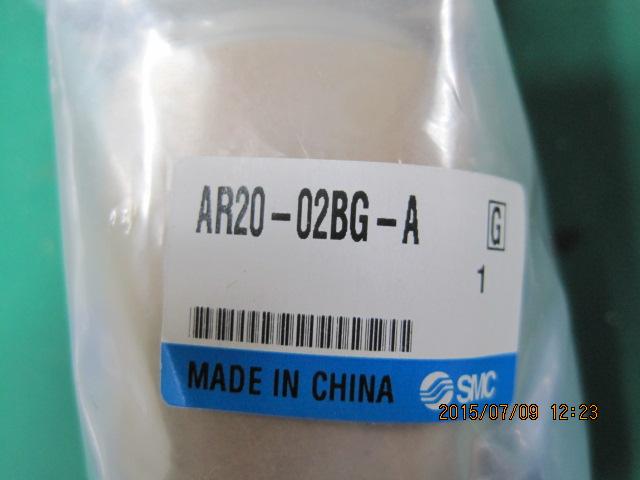 AR20-02BG-A
G
1
MADE IN CHINA
SMC
2015/07/09 12:23